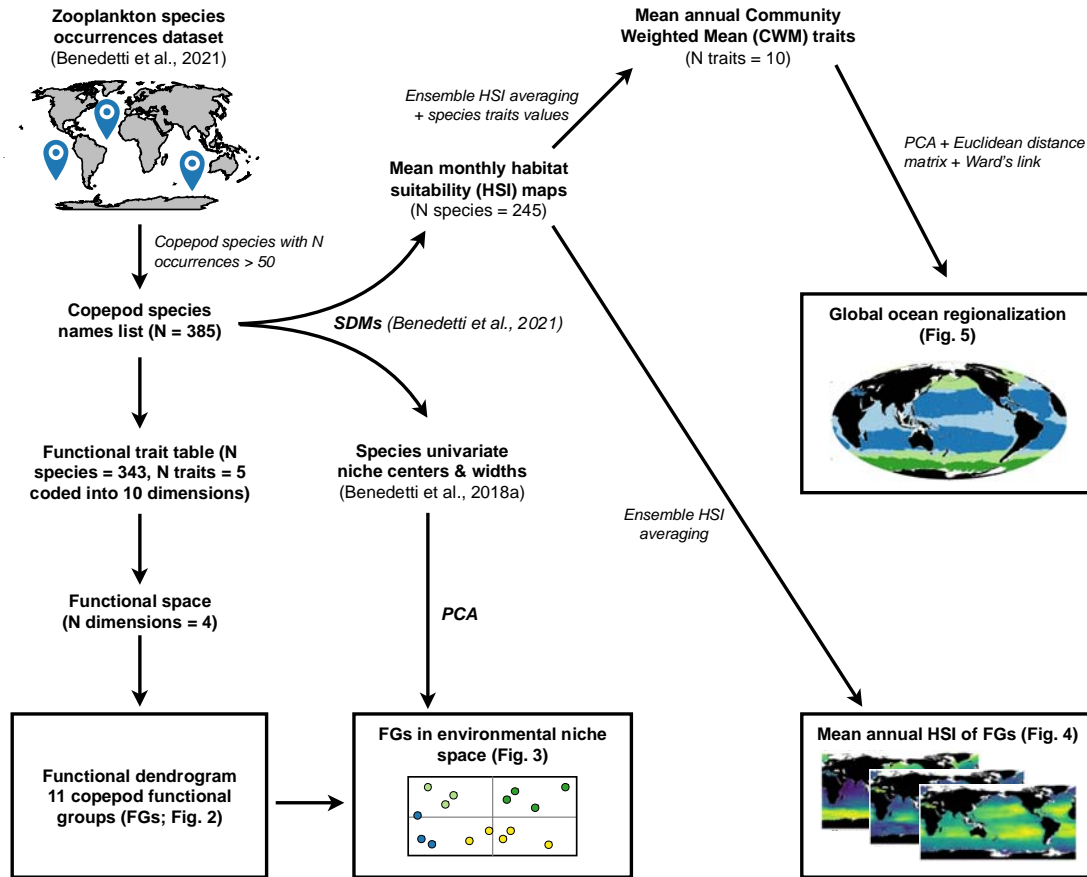 Zooplankton species
occurrences dataset
(Benedetti et al., 2021)
Mean annual Community
Weighted Mean (CWM) traits
(N traits = 10)
Ensemble HSI averaging
+ species traits values
PCA + Euclidean distance
matrix + Ward's link
Mean monthly habitat
suitability (HSI) maps
(N species = 245)
Copepod species with N
occurrences > 50
Copepod species
names list (N = 385)
SDMs (Benedetti et al., 2021)
Global ocean regionalization
(Fig. 5)
Functional trait table (N
species = 343, N traits = 5
coded into 10 dimensions)
Species univariate
niche centers & widths
(Benedetti et al., 2018a)
Ensemble HSI
averaging
Functional space
(N dimensions = 4)
PCA
Functional dendrogram
11 copepod functional
groups (FGs; Fig. 2)
FGs in environmental niche
space (Fig. 3)
Mean annual HSI of FGs (Fig. 4)